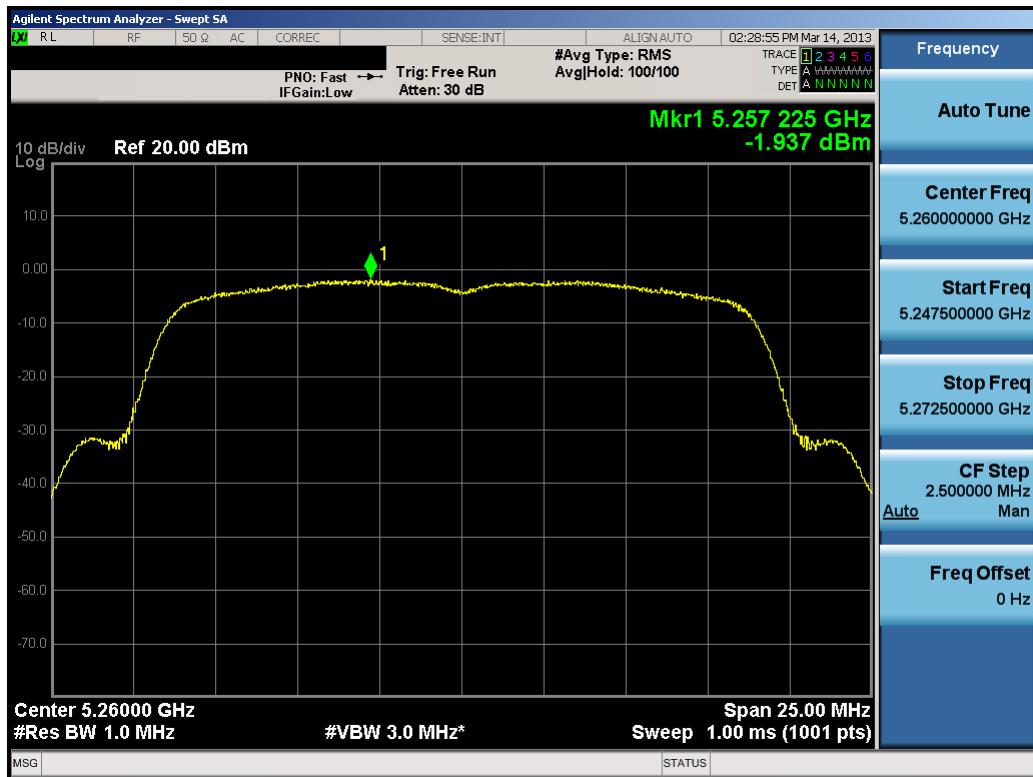 Agilent Spectrum Analyzer - Swept SA
LXI RL RF 50 Ω AC CORREC SENSE:INT ALIGNAUTO 02:28:55 PM Mar 14, 2013
PNO: Fast
IFGain:Low
Trig: Free Run
Atten: 30 dB
#Avg Type: RMS
Avg|Hold: 100/100
TRACE 1 2 3 4 5 6
TYPE A WWWWW
DET A N N N N N
Mkr1 5.257 225 GHz
-1.937 dBm
10 dB/div Ref 20.00 dBm
Log
1
10.0
0.00
-10.0
-20.0
-30.0
-40.0
-50.0
-60.0
-70.0
Center 5.26000 GHz Span 25.00 MHz
#Res BW 1.0 MHz #VBW 3.0 MHz* Sweep 1.00 ms (1001 pts)
MSG STATUS
Frequency
Auto Tune
Center Freq
5.260000000 GHz
Start Freq
5.247500000 GHz
Stop Freq
5.272500000 GHz
CF Step
2.500000 MHz
Auto Man
Freq Offset
0 Hz